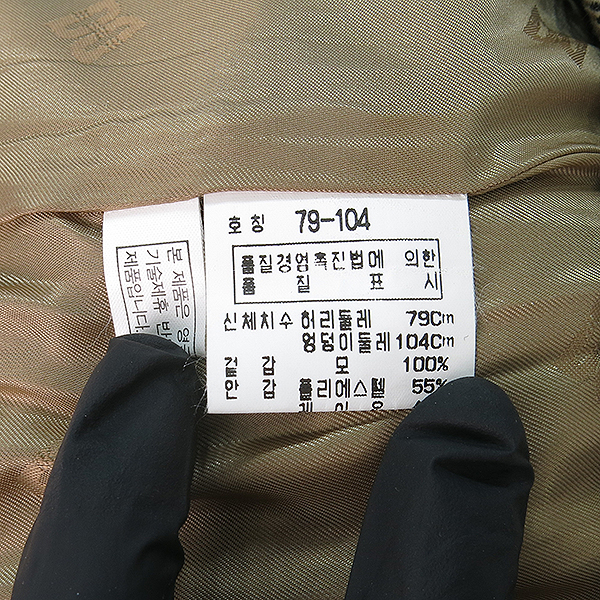 호칭 79-104
품질경영촉진법에 의한
품질표시
신체치수 허리둘레 79Cm
엉덩이둘레 104Cm
겉감 모 100%
안감 폴리에스텔 55%
본 제품은 영
기술제휴
제품입니다